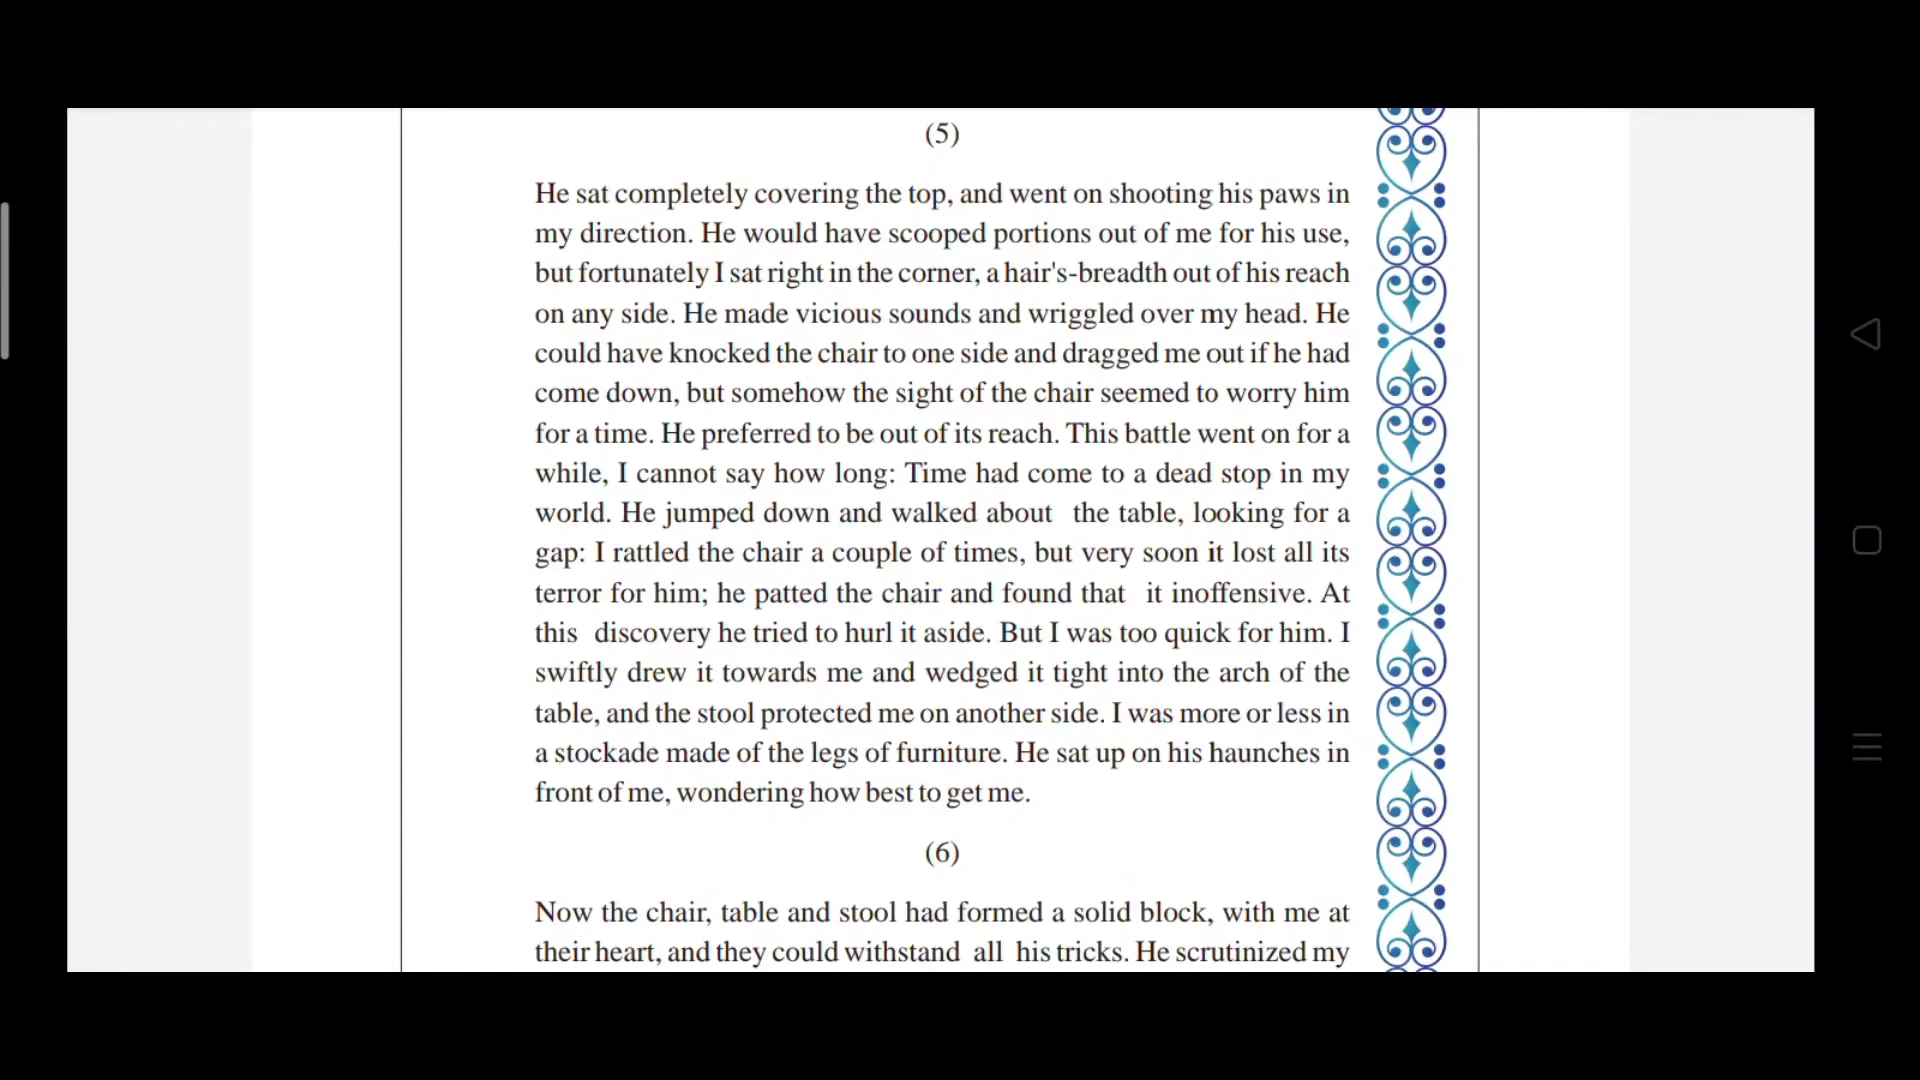 (5)
He sat completely covering the top, and went on shooting his paws in
my direction. He would have scooped portions out of me for his use,
but fortunately I sat right in the corner, a hair's-breadth out of his reach
on any side. He made vicious sounds and wriggled over my head. He
could have knocked the chair to one side and dragged me out if he had
come down, but somehow the sight of the chair seemed to worry him
for a time. He preferred to be out of its reach. This battle went on for a
while, I cannot say how long: Time had come to a dead stop in my
world. He jumped down and walked about the table, looking for a
gap: I rattled the chair a couple of times, but very soon it lost all its
terror for him; he patted the chair and found that it inoffensive. At
this discovery he tried to hurl it aside. But I was too quick for him. I
swiftly drew it towards me and wedged it tight into the arch of the
table, and the stool protected me on another side. I was more or less in
a stockade made of the legs of furniture. He sat up on his haunches in
front of me, wondering how best to get me.
(6)
Now the chair, table and stool had formed a solid block, with me at
their heart, and they could withstand all his tricks. He scrutinized my